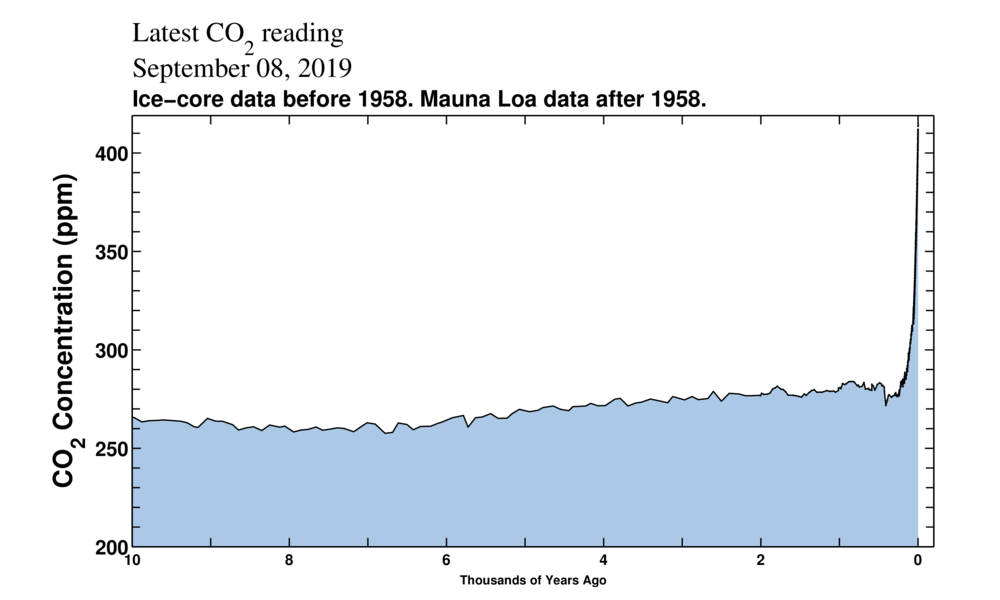 Latest CO₂ reading
September 08, 2019
Ice–core data before 1958. Mauna Loa data after 1958.
CO₂ Concentration (ppm)
400
350
300
250
200
10 8 6 4 2 0
Thousands of Years Ago